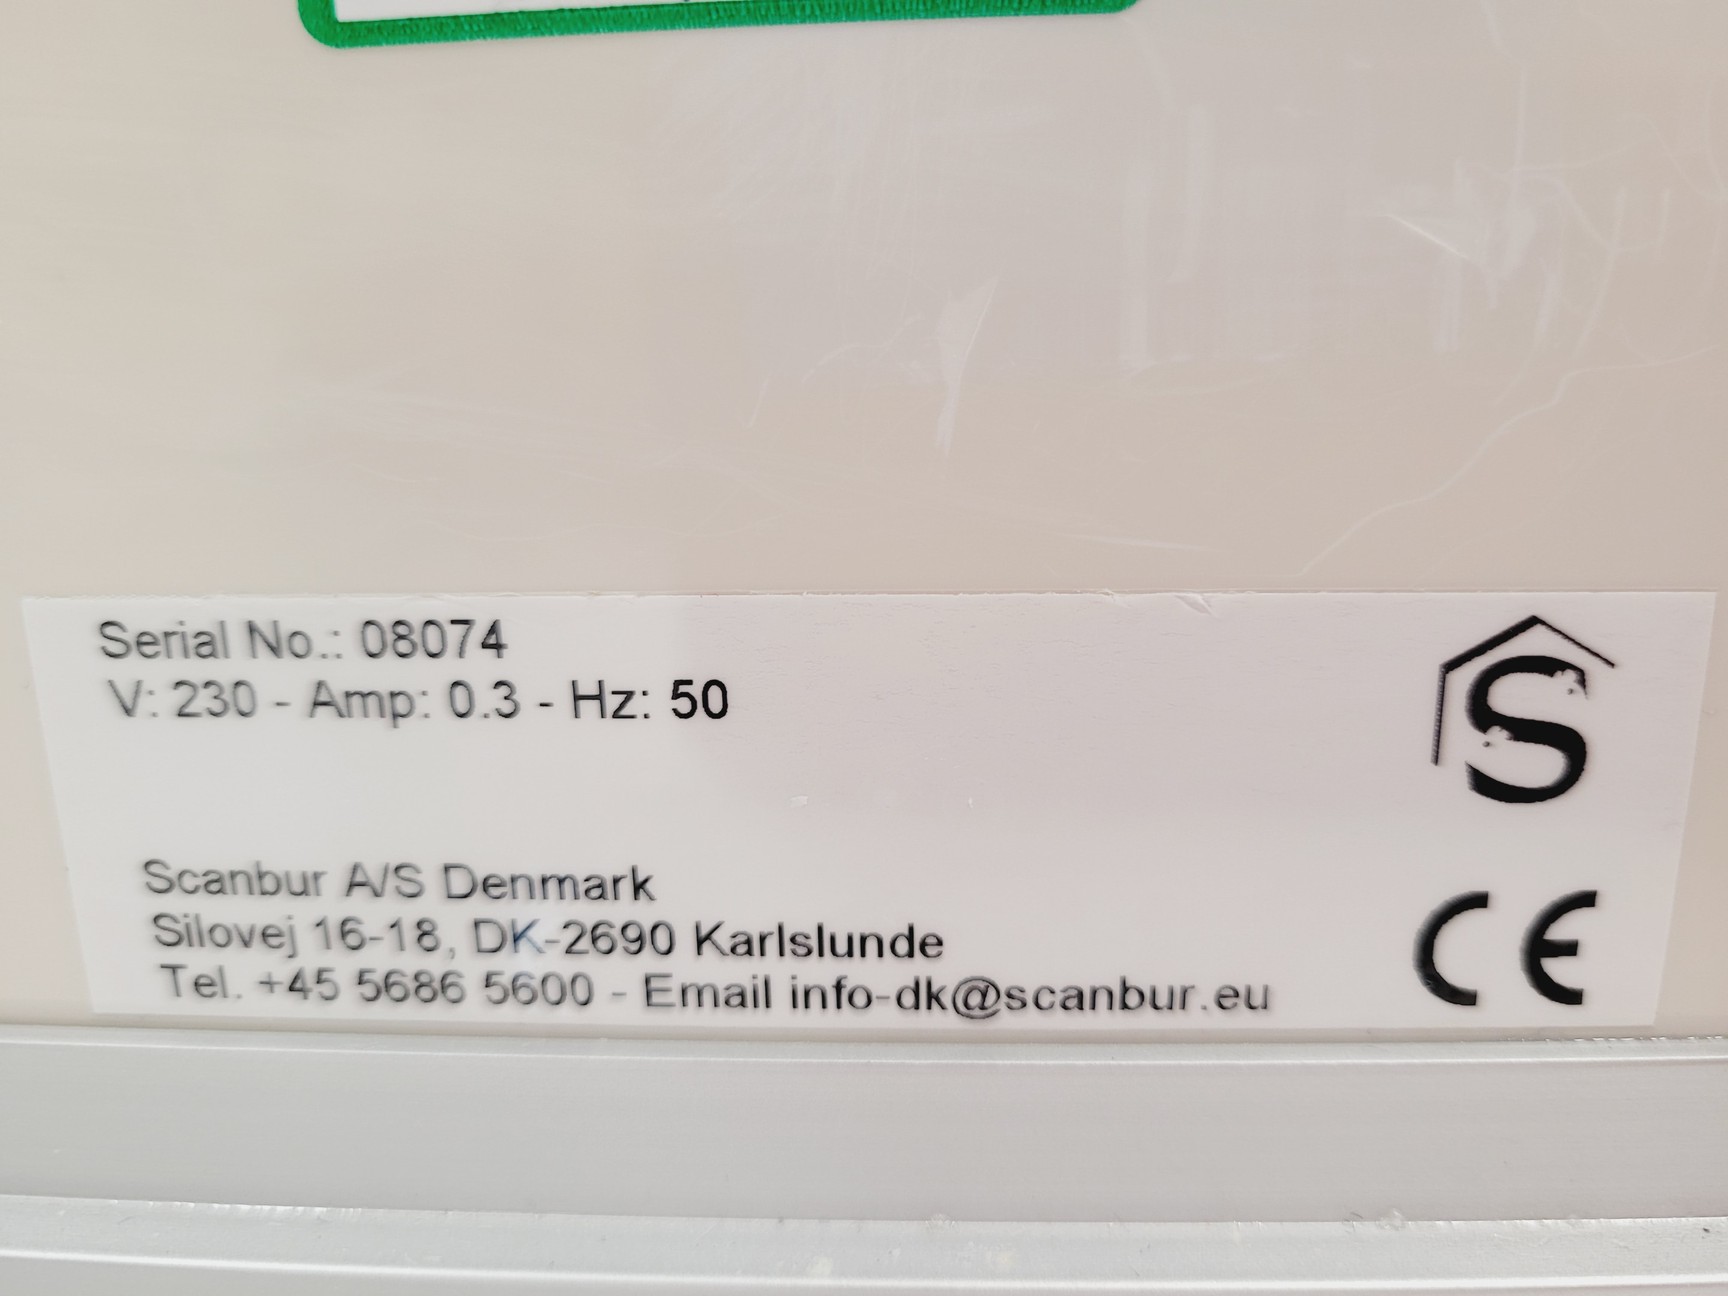 Serial No.: 08074
V: 230 - Amp: 0.3 - Hz: 50
S
Scanbur A/S Denmark
Silovej 16-18, DK-2690 Karlslunde
Tel. +45 5686 5600 - Email info-dk@scanbur.eu
CE